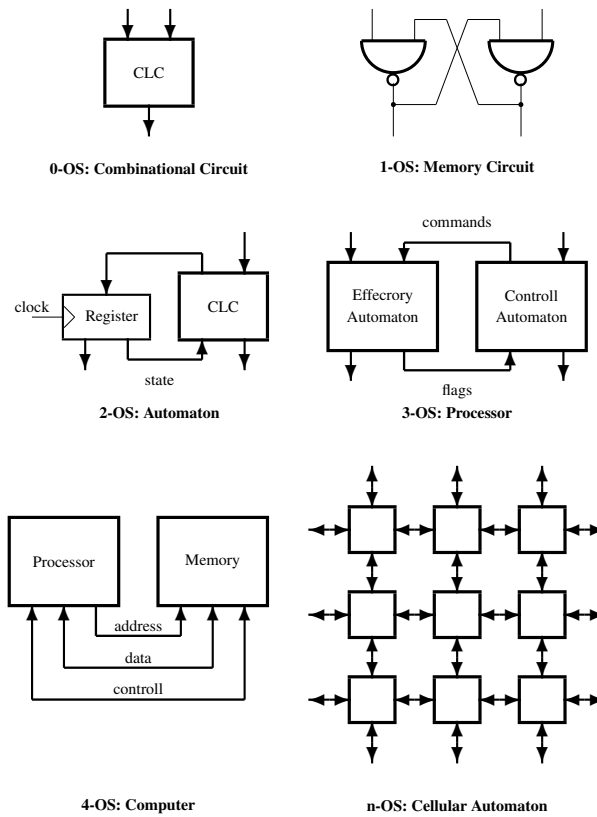 CLC
0-OS: Combinational Circuit
1-OS: Memory Circuit
clock
Register
CLC
state
2-OS: Automaton
commands
Effecrory
Automaton
Controll
Automaton
flags
3-OS: Processor
Processor
Memory
address
data
controll
4-OS: Computer
n-OS: Cellular Automaton